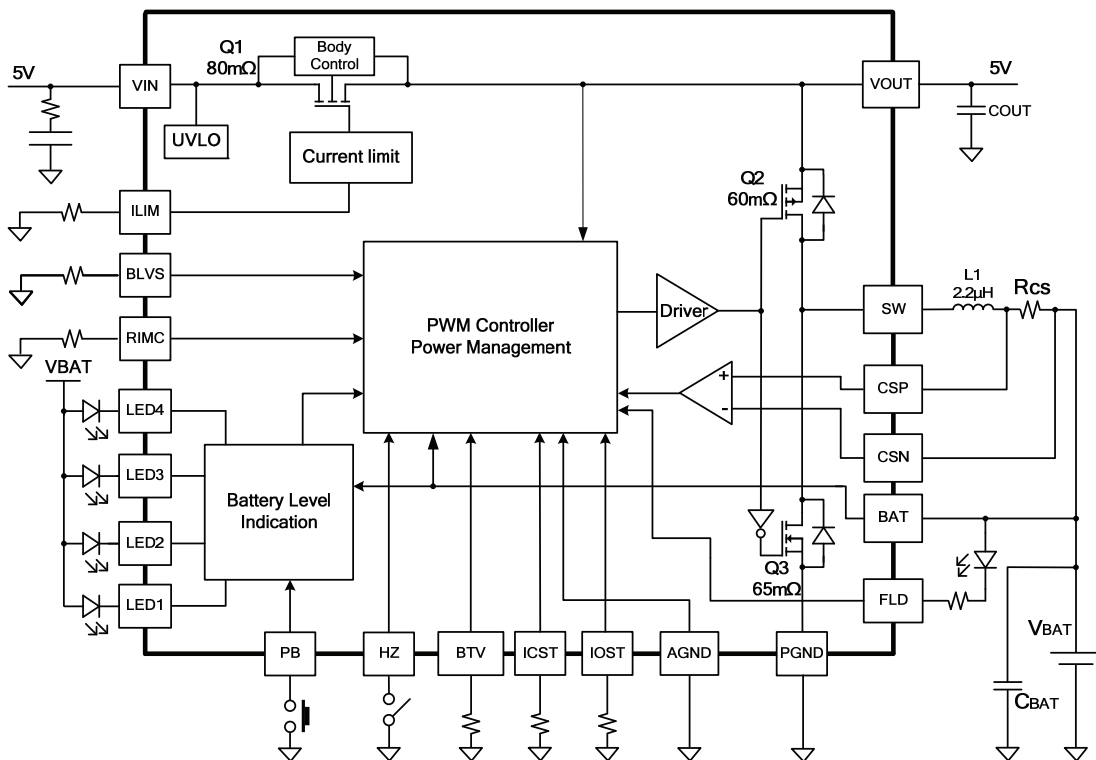 Q1
80mΩ
Body
Control
5V
VIN
VOUT
5V
COUT
UVLO
Current limit
Q2
60mΩ
ILIM
BLVS
PWM Controller
Power Management
Driver
SW
L1
2.2µH
Rcs
RIMC
VBAT
+
-
CSP
LED4
CSN
LED3
Battery Level
Indication
BAT
LED2
Q3
65mΩ
LED1
FLD
PB
HZ
BTV
ICST
IOST
AGND
PGND
VBAT
CBAT